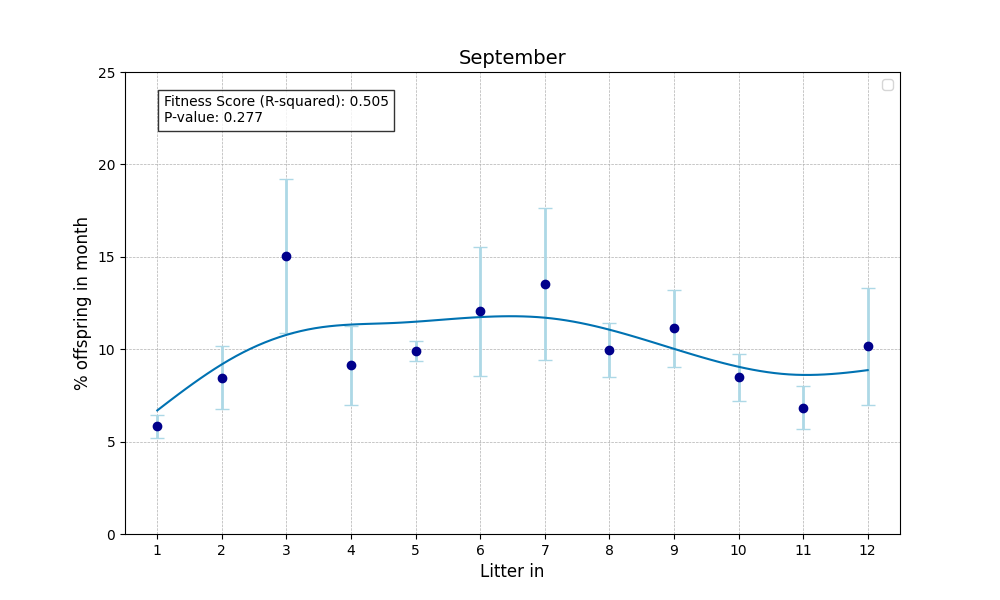 September
Fitness Score (R-squared): 0.505
P-value: 0.277
% offspring in month
25
20
15
10
5
0
1 2 3 4 5 6 7 8 9 10 11 12
Litter in